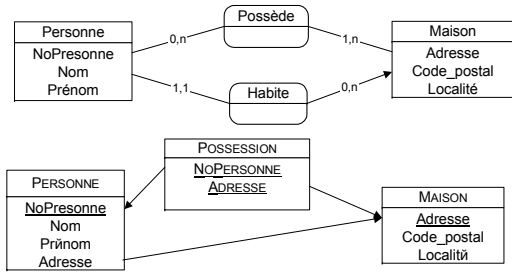 Personne
NoPresonne
Nom
Prénom
0,n
Possède
1,n
1,1
Habite
0,n
Maison
Adresse
Code_postal
Localité
POSSESSION
NOPERSONNE
ADRESSE
PERSONNE
NoPresonne
Nom
Prйnom
Adresse
MAISON
Adresse
Code_postal
Localitй